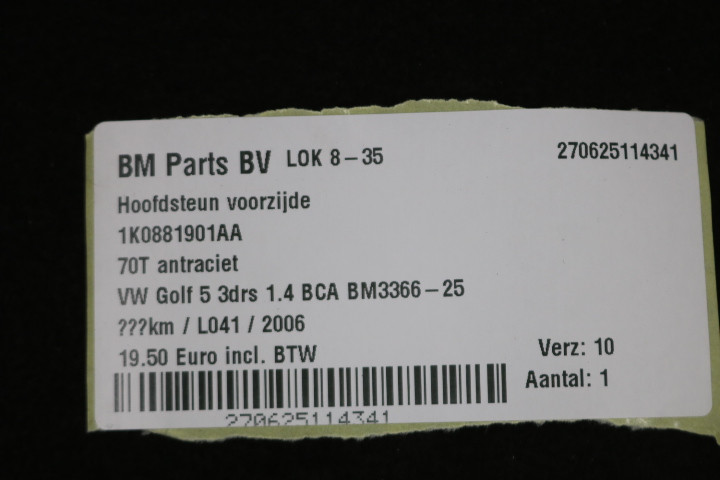 BM Parts BV LOK 8-35 270625114341
Hoofdsteun voorzijde
1K0881901AA
70T antraciet
VW Golf 5 3drs 1.4 BCA BM3366-25
???km / L041 / 2006
19.50 Euro incl. BTW Verz: 10
Aantal: 1
270625114341